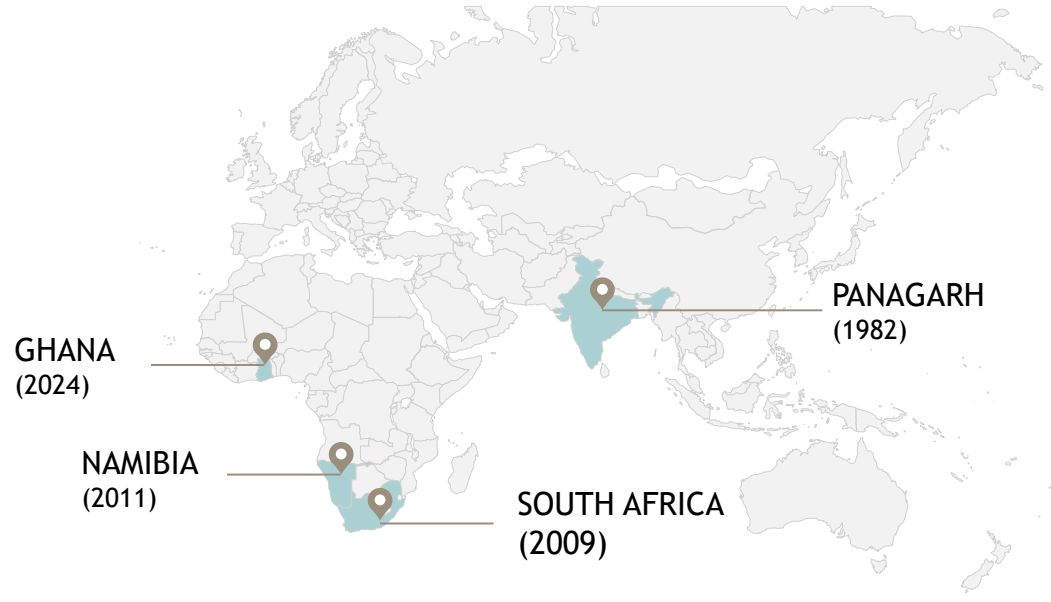 PANAGARH
(1982)
GHANA
(2024)
NAMIBIA
(2011)
SOUTH AFRICA
(2009)